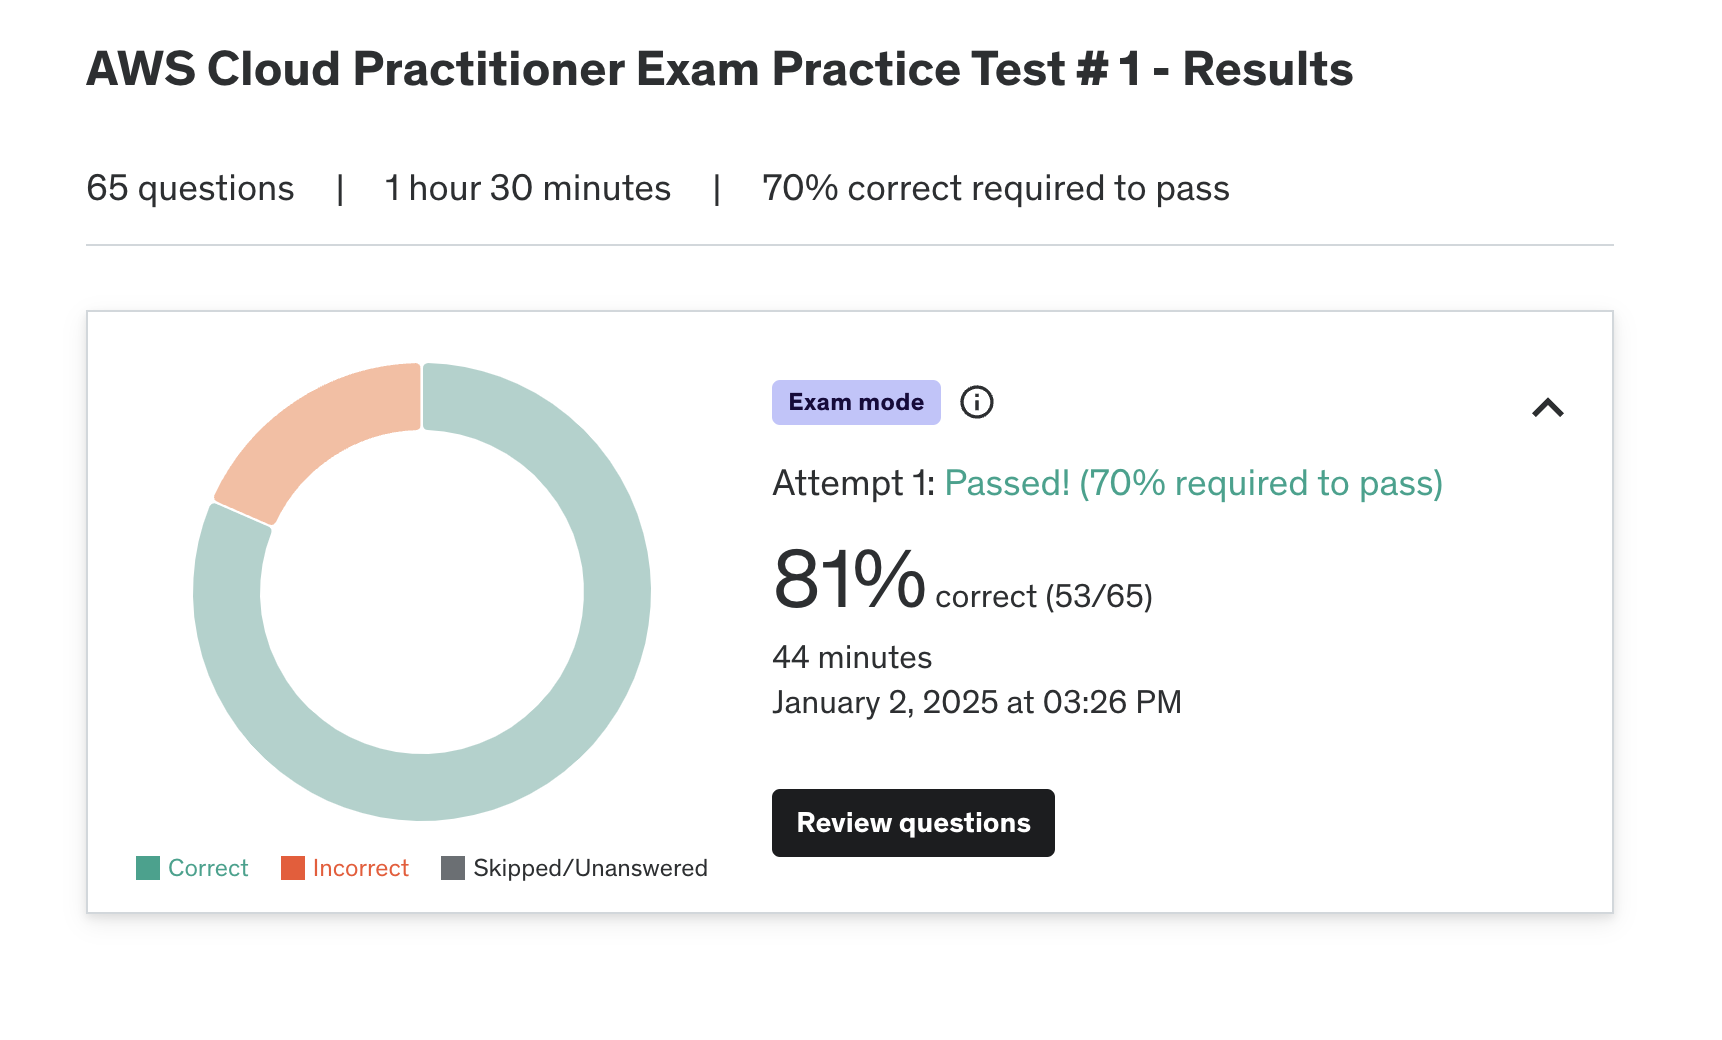 AWS Cloud Practitioner Exam Practice Test # 1 - Results
65 questions | 1 hour 30 minutes | 70% correct required to pass
Exam mode
Attempt 1: Passed! (70% required to pass)
81% correct (53/65)
44 minutes
January 2, 2025 at 03:26 PM
Review questions
Correct Incorrect Skipped/Unanswered